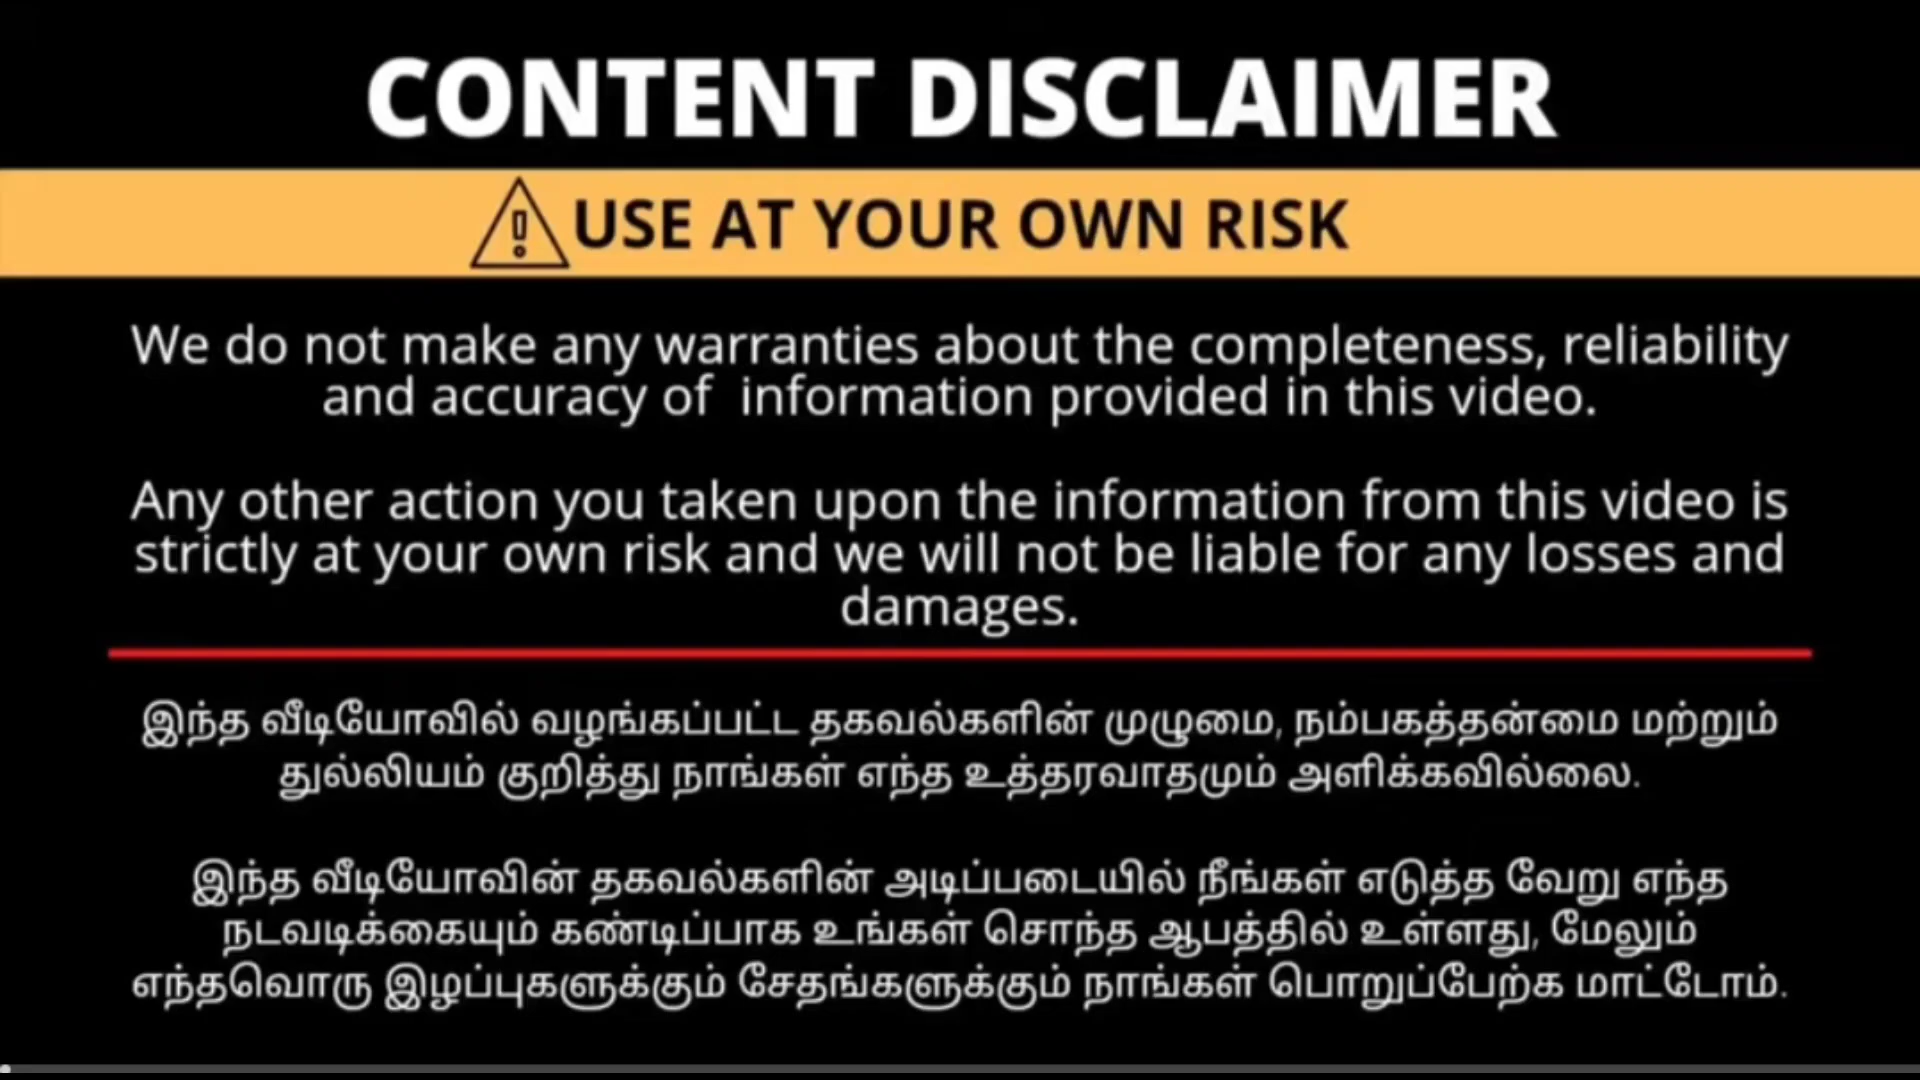 CONTENT DISCLAIMER
USE AT YOUR OWN RISK
We do not make any warranties about the completeness, reliability
and accuracy of information provided in this video.
Any other action you taken upon the information from this video is
strictly at your own risk and we will not be liable for any losses and
damages.
இந்த வீடியோவில் வழங்கப்பட்ட தகவல்களின் முழுமை, நம்பகத்தன்மை மற்றும்
துல்லியம் குறித்து நாங்கள் எந்த உத்தரவாதமும் அளிக்கவில்லை.
இந்த வீடியோவின் தகவல்களின் அடிப்படையில் நீங்கள் எடுத்த வேறு எந்த
நடவடிக்கையும் கண்டிப்பாக உங்கள் சொந்த ஆபத்தில் உள்ளது, மேலும்
எந்தவொரு இழப்புகளுக்கும் சேதங்களுக்கும் நாங்கள் பொறுப்பேற்க மாட்டோம்.